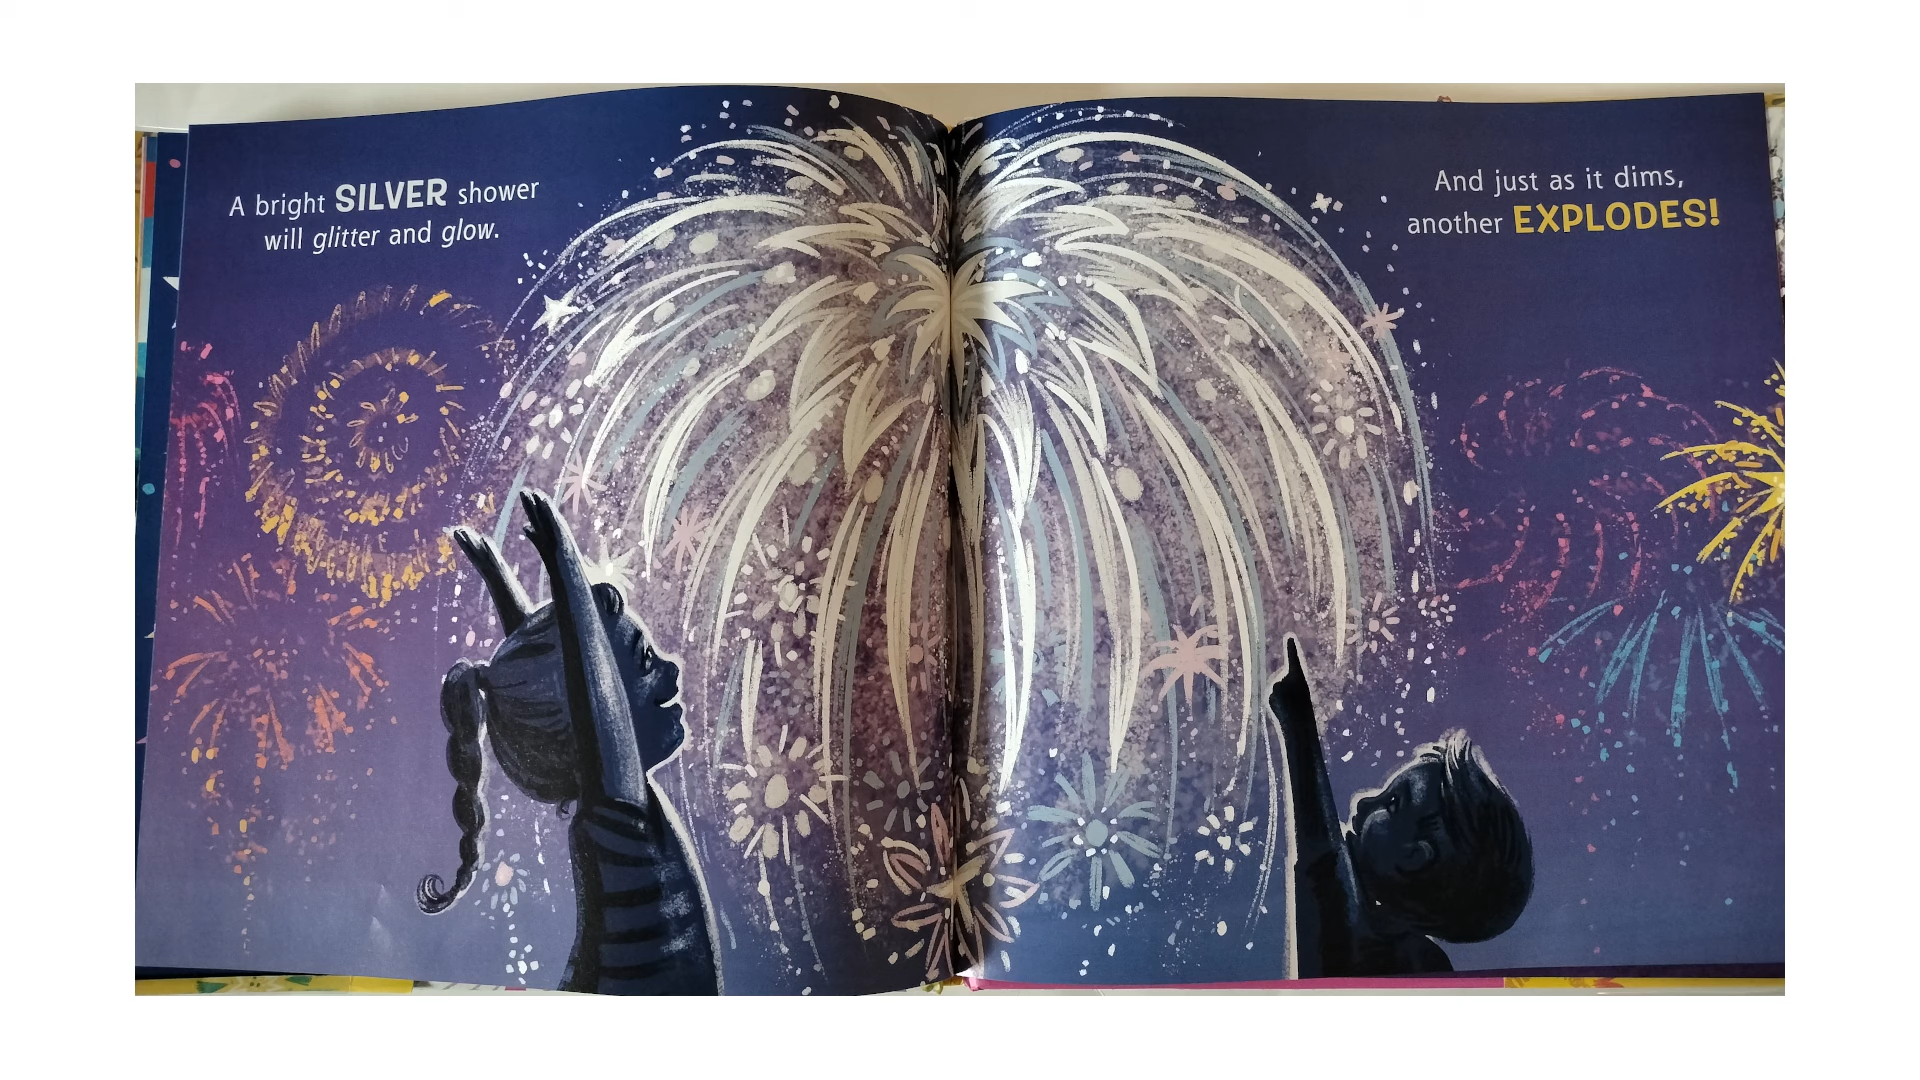 A bright SILVER shower
will glitter and glow.
And just as it dims,
another EXPLODES!